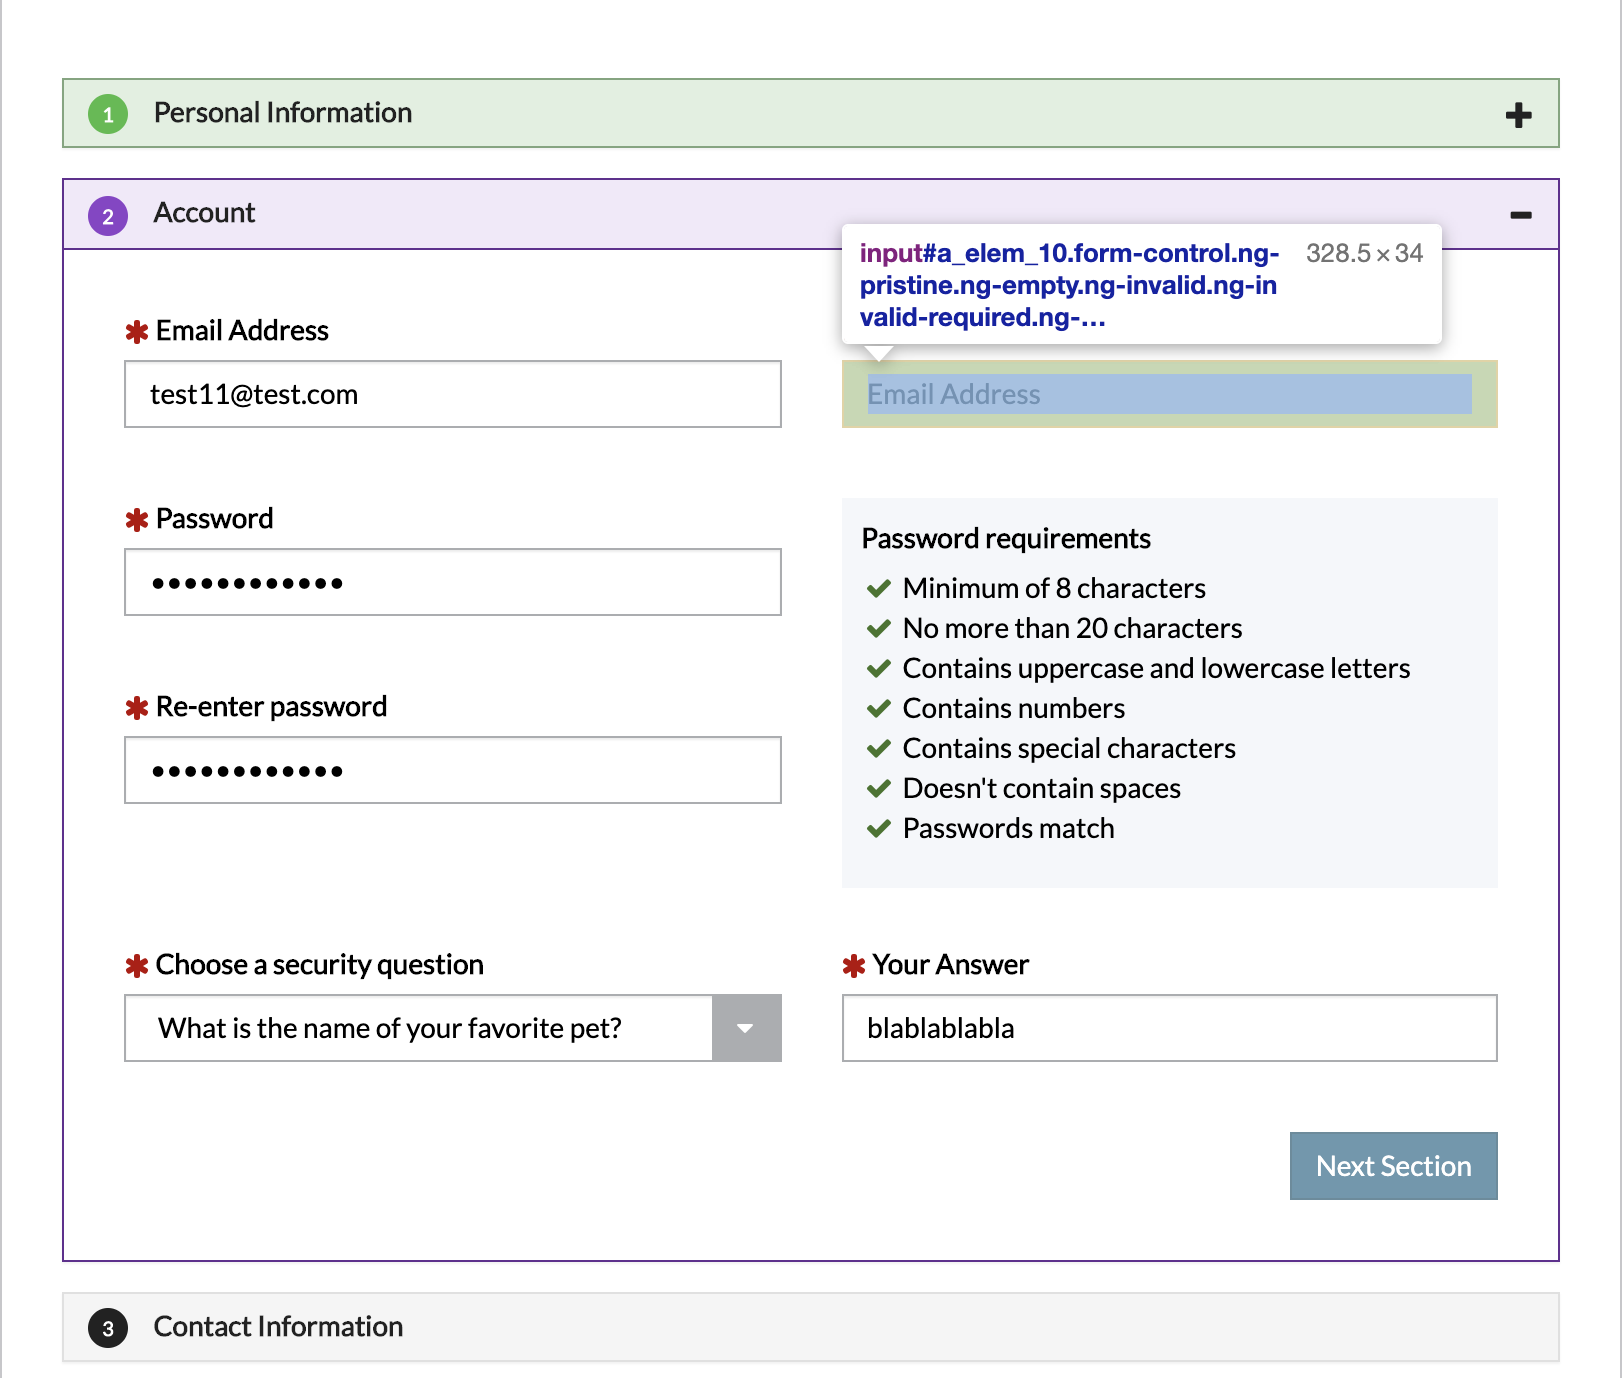 1 Personal Information
2 Account
input#a_elem_10.form-control.ng- 328.5 × 34
pristine.ng-empty.ng-invalid.ng-in
valid-required.ng-…
✱ Email Address
test11@test.com
Email Address
✱ Password
••••••••••••
✱ Re-enter password
••••••••••••
Password requirements
Minimum of 8 characters
No more than 20 characters
Contains uppercase and lowercase letters
Contains numbers
Contains special characters
Doesn't contain spaces
Passwords match
✱ Choose a security question
What is the name of your favorite pet?
✱ Your Answer
blablablabla
Next Section
3 Contact Information